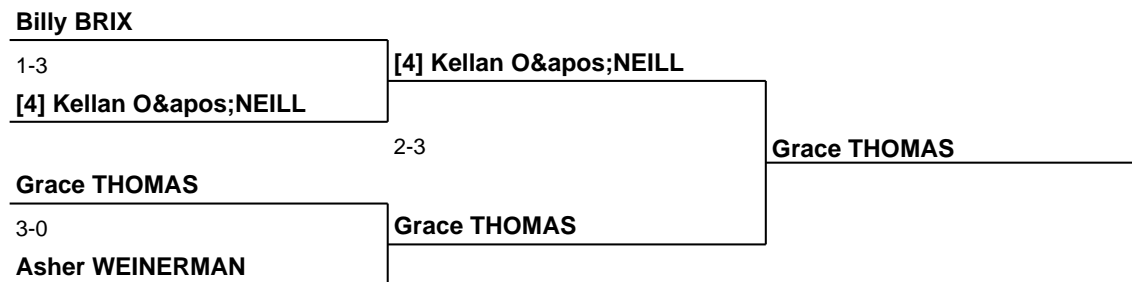 Billy BRIX
1-3
[4] Kellan O&apos;NEILL
[4] Kellan O&apos;NEILL
2-3
Grace THOMAS
Grace THOMAS
3-0
Grace THOMAS
Asher WEINERMAN